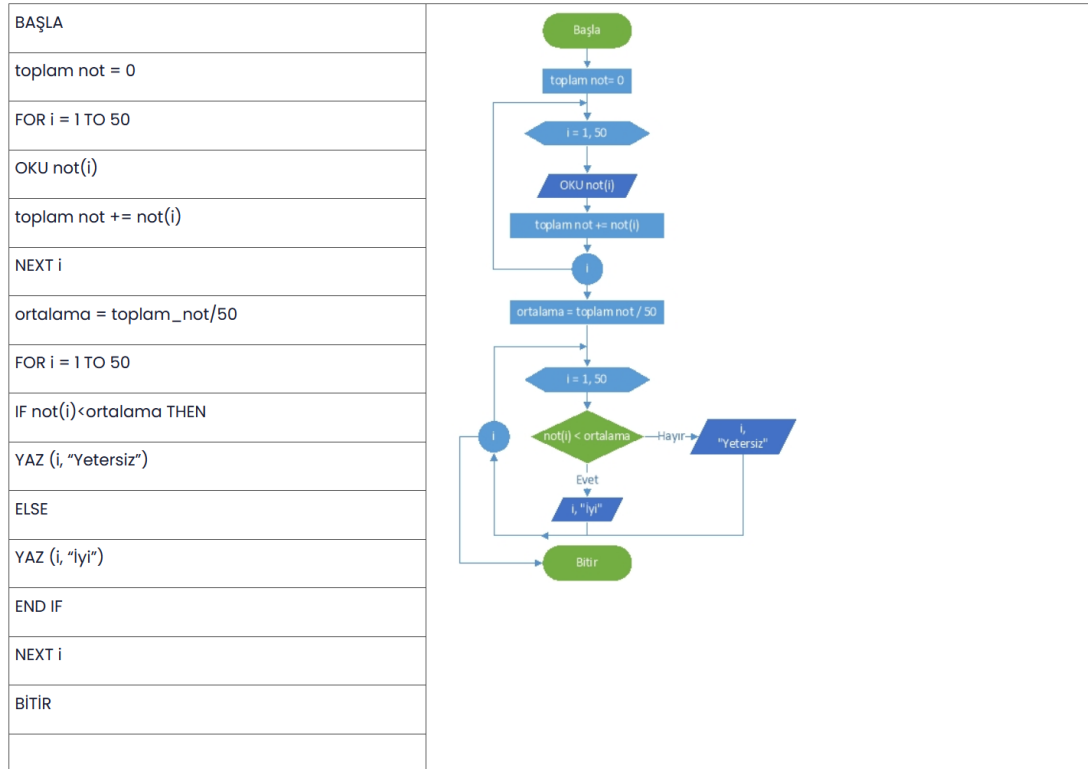 BAŞLA
toplam not = 0
FOR i = 1 TO 50
OKU not(i)
toplam not += not(i)
NEXT i
ortalama = toplam_not/50
FOR i = 1 TO 50
IF not(i)<ortalama THEN
YAZ (i, “Yetersiz”)
ELSE
YAZ (i, “İyi”)
END IF
NEXT i
BİTİR
Başla
toplam not= 0
i = 1, 50
OKU not(i)
toplam not += not(i)
i
ortalama = toplam not / 50
i = 1, 50
i
not(i) < ortalama
Hayır
i,
"Yetersiz"
Evet
i, "İyi"
Bitir